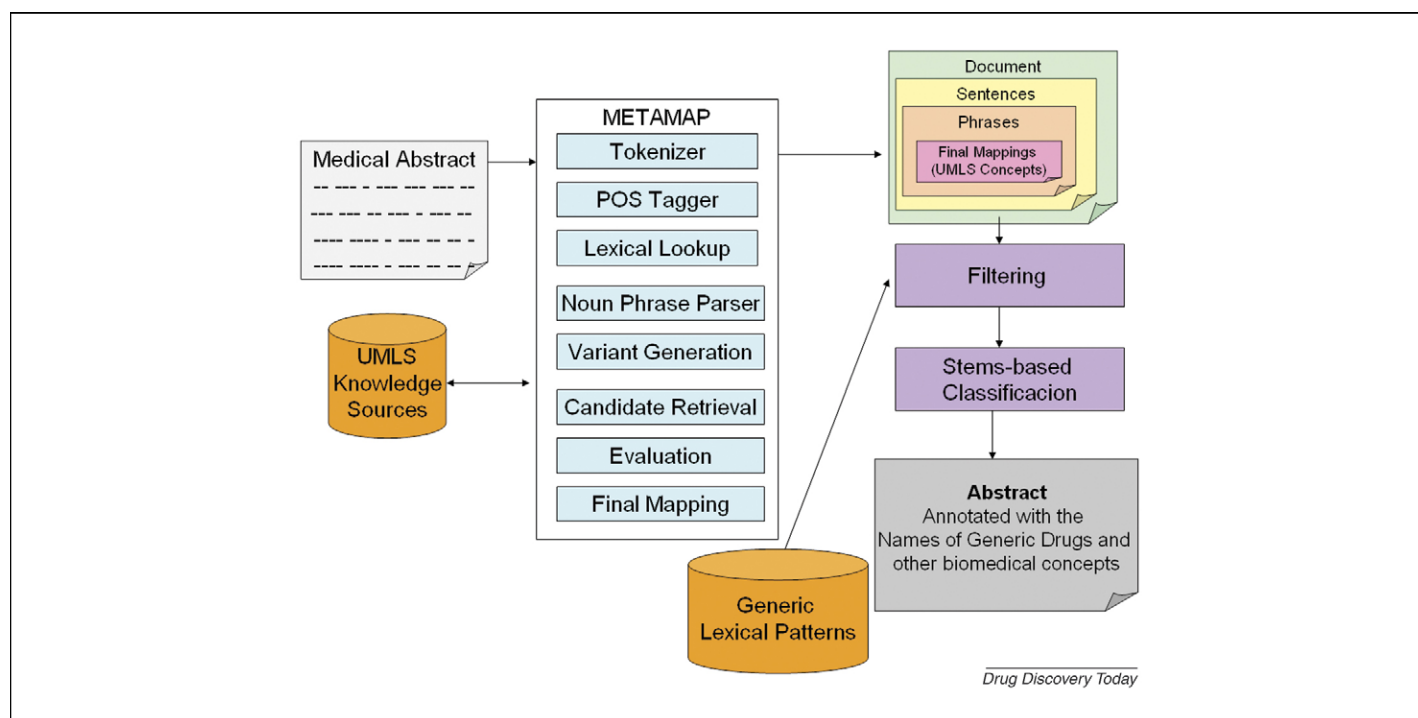 Medical Abstract
UMLS
Knowledge
Sources
METAMAP
Tokenizer
POS Tagger
Lexical Lookup
Noun Phrase Parser
Variant Generation
Candidate Retrieval
Evaluation
Final Mapping
Document
Sentences
Phrases
Final Mappings
(UMLS Concepts)
Filtering
Stems-based
Classificacion
Generic
Lexical Patterns
Abstract
Annotated with the
Names of Generic Drugs and
other biomedical concepts
Drug Discovery Today